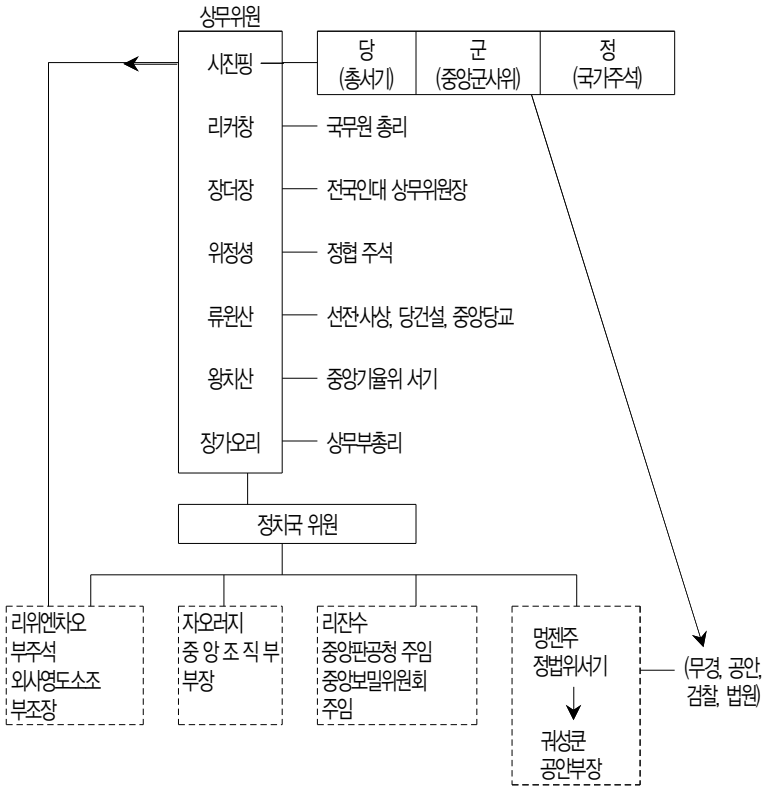 상무위원
시진핑
당
(총서기)
군
(중앙군사위)
정
(국가주석)
리커창
국무원 총리
장더장
전국인대 상무위원장
위정셩
정협 주석
류윈산
선전사상, 당건설, 중앙당교
왕치산
중앙기율위 서기
장가오리
상무부총리
정치국 위원
리위엔차오
부주석
외사영도소조
부조장
자오러지
중앙조직부
부장
리잔수
중앙판공청 주임
중앙보밀위원회
주임
멍젠주
정법위서기
궈성쿤
공안부장
(무경, 공안,
검찰, 법원)